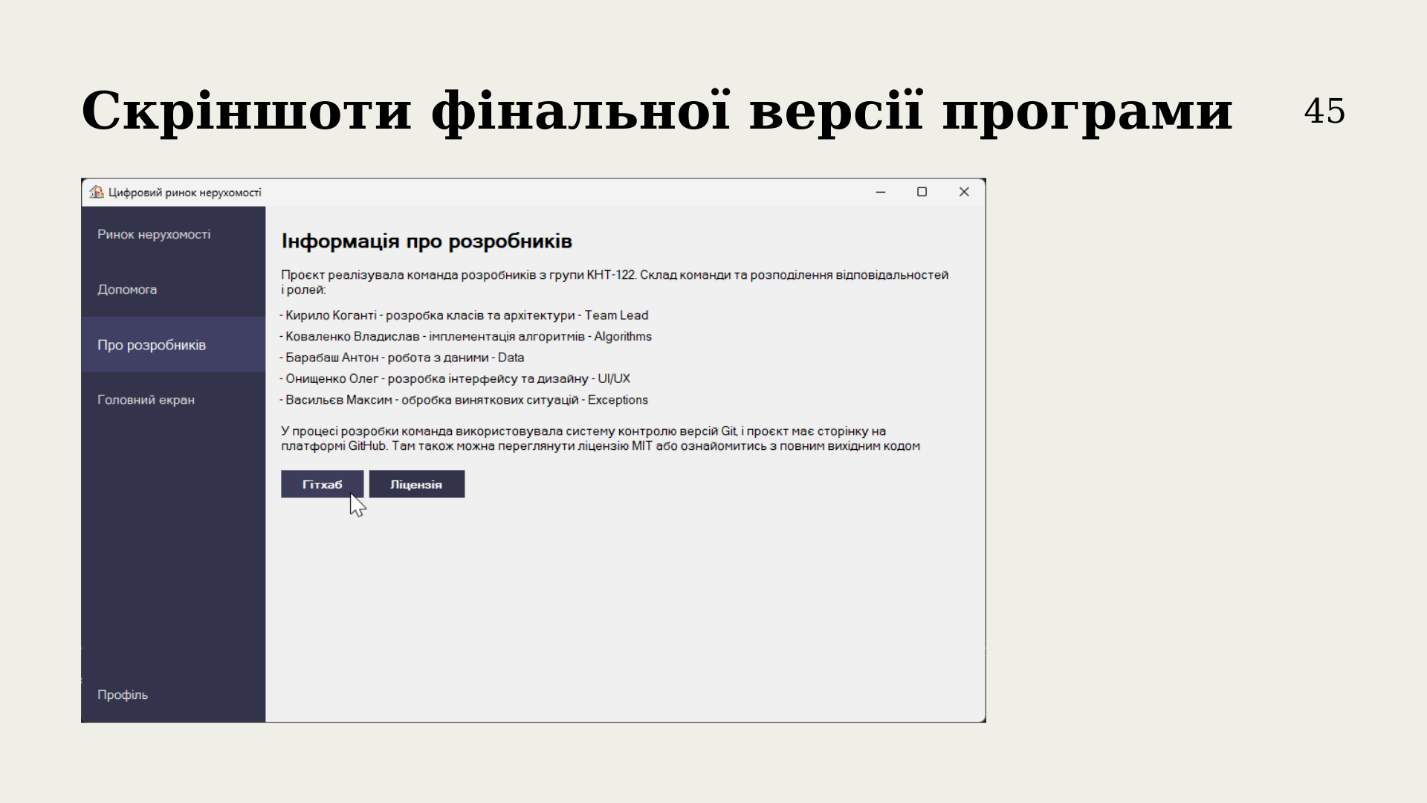 Скріншоти фінальної версії програми
45
Цифровий ринок нерухомості
Ринок нерухомості
Допомога
Про розробників
Головний екран
Профіль
Інформація про розробників
Проєкт реалізувала команда розробників з групи КНТ-122. Склад команди та розподілення відповідальностей
і ролей:
- Кирило Коганті - розробка класів та архітектури - Team Lead
- Коваленко Владислав - імплементація алгоритмів - Algorithms
- Барабаш Антон - робота з даними - Data
- Онищенко Олег - розробка інтерфейсу та дизайну - UI/UX
- Васильєв Максим - обробка виняткових ситуацій - Exceptions
У процесі розробки команда використовувала систему контролю версій Git, і проєкт має сторінку на
платформі GitHub. Там також можна переглянути ліцензію MIT або ознайомитись з повним вихідним кодом
Гітхаб
Ліцензія